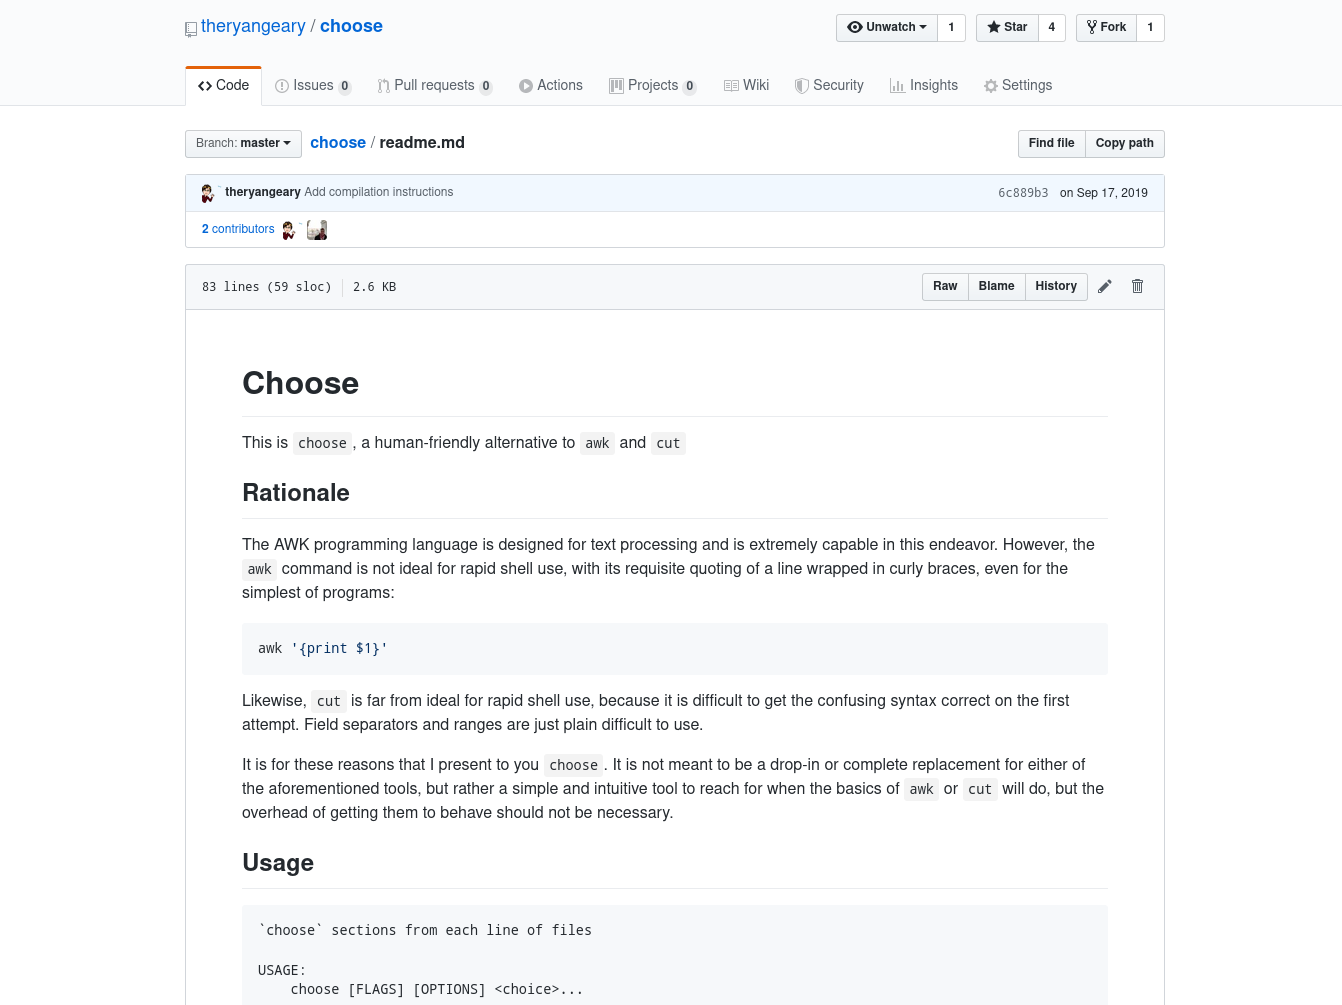 theryangeary / choose
Unwatch 1 Star 4 Fork 1
Code Issues 0 Pull requests 0 Actions Projects 0 Wiki Security Insights Settings
Branch: master choose / readme.md Find file Copy path
theryangeary Add compilation instructions 6c889b3 on Sep 17, 2019
2 contributors
83 lines (59 sloc) 2.6 KB Raw Blame History
Choose
This is choose, a human-friendly alternative to awk and cut
Rationale
The AWK programming language is designed for text processing and is extremely capable in this endeavor. However, the
awk command is not ideal for rapid shell use, with its requisite quoting of a line wrapped in curly braces, even for the
simplest of programs:
awk '{print $1}'
Likewise, cut is far from ideal for rapid shell use, because it is difficult to get the confusing syntax correct on the first
attempt. Field separators and ranges are just plain difficult to use.
It is for these reasons that I present to you choose. It is not meant to be a drop-in or complete replacement for either of
the aforementioned tools, but rather a simple and intuitive tool to reach for when the basics of awk or cut will do, but the
overhead of getting them to behave should not be necessary.
Usage
`choose` sections from each line of files
USAGE:
choose [FLAGS] [OPTIONS] <choice>...